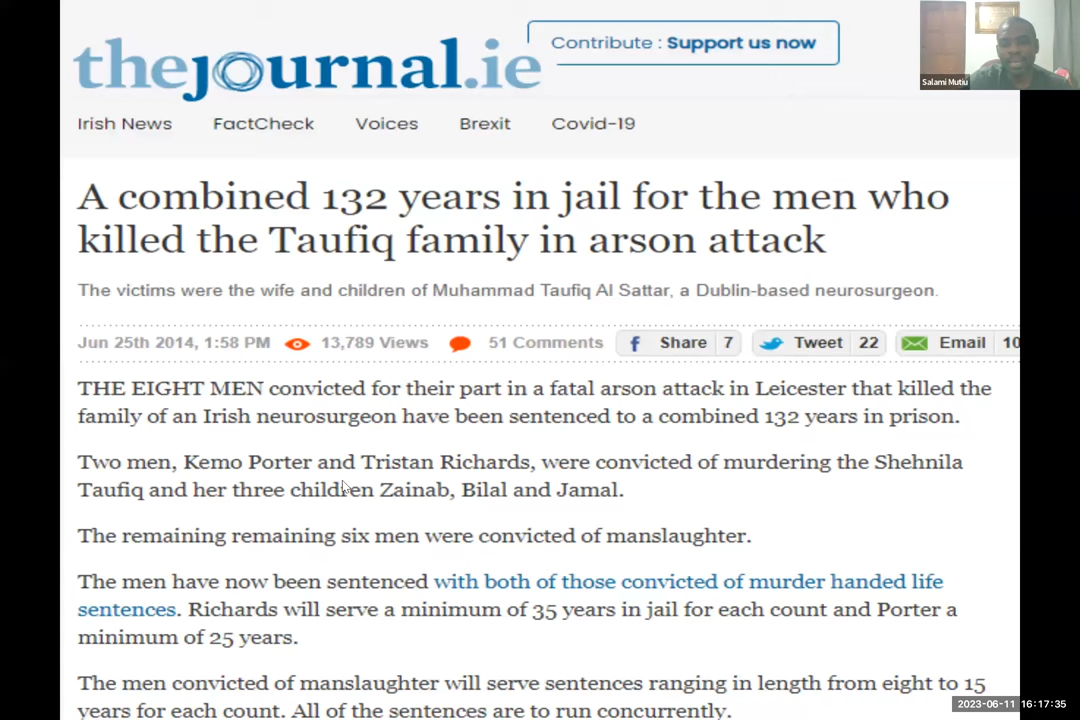 thejournal.ie
Contribute : Support us now
Salami Mutiu
Irish News FactCheck Voices Brexit Covid-19
A combined 132 years in jail for the men who
killed the Taufiq family in arson attack
The victims were the wife and children of Muhammad Taufiq Al Sattar, a Dublin-based neurosurgeon.
Jun 25th 2014, 1:58 PM 13,789 Views 51 Comments Share 7 Tweet 22 Email 10
THE EIGHT MEN convicted for their part in a fatal arson attack in Leicester that killed the
family of an Irish neurosurgeon have been sentenced to a combined 132 years in prison.
Two men, Kemo Porter and Tristan Richards, were convicted of murdering the Shehnila
Taufiq and her three children Zainab, Bilal and Jamal.
The remaining remaining six men were convicted of manslaughter.
The men have now been sentenced with both of those convicted of murder handed life
sentences. Richards will serve a minimum of 35 years in jail for each count and Porter a
minimum of 25 years.
The men convicted of manslaughter will serve sentences ranging in length from eight to 15
years for each count. All of the sentences are to run concurrently.
2023-06-11 16:17:35